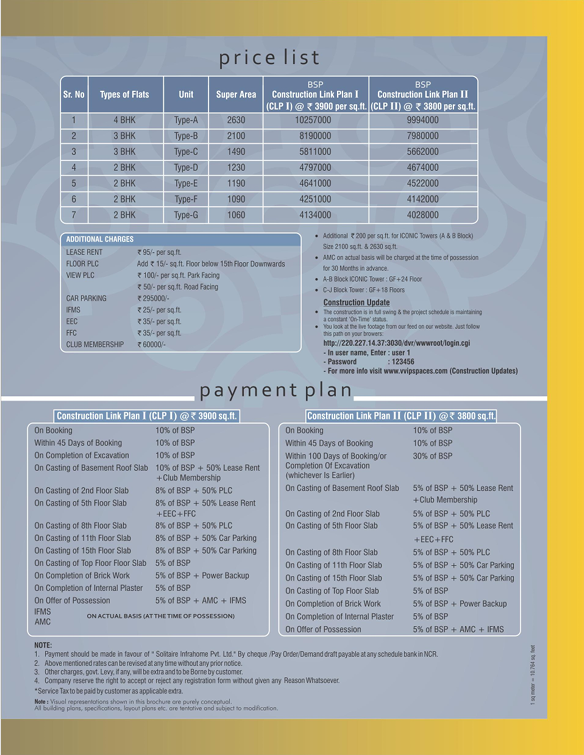 price list
Sr. No Types of Flats Unit Super Area BSP Construction Link Plan I (CLP I) @ ₹ 3900 per sq.ft. BSP Construction Link Plan II (CLP II) @ ₹ 3800 per sq.ft.
1 4 BHK Type-A 2630 10257000 9994000
2 3 BHK Type-B 2100 8190000 7980000
3 3 BHK Type-C 1490 5811000 5662000
4 2 BHK Type-D 1230 4797000 4674000
5 2 BHK Type-E 1190 4641000 4522000
6 2 BHK Type-F 1090 4251000 4142000
7 2 BHK Type-G 1060 4134000 4028000
ADDITIONAL CHARGES
LEASE RENT ₹ 95/- per sq.ft.
FLOOR PLC Add ₹ 15/- sq.ft. Floor below 15th Floor Downwards
VIEW PLC ₹ 100/- per sq.ft. Park Facing
₹ 50/- per sq.ft. Road Facing
CAR PARKING ₹ 295000/-
IFMS ₹ 25/- per sq.ft.
EEC ₹ 35/- per sq.ft.
FFC ₹ 35/- per sq.ft.
CLUB MEMBERSHIP ₹ 60000/-
• Additional ₹ 200 per sq.ft. for ICONIC Towers (A & B Block)
Size 2100 sq.ft. & 2630 sq.ft.
• AMC on actual basis will be charged at the time of possession
for 30 Months in advance.
• A-B Block ICONIC Tower : GF+24 Floor
• C-J Block Tower : GF+18 Floors
Construction Update
• The construction is in full swing & the project schedule is maintaining
a constant 'On-Time' status.
• You look at the live footage from our feed on our website. Just follow
this path on your browers:
http://220.227.14.37:3030/dvr/wwwroot/login.cgi
- In user name, Enter : user 1
- Password : 123456
- For more info visit www.vvipspaces.com (Construction Updates)
payment plan
Construction Link Plan I (CLP I) @ ₹ 3900 sq.ft.
On Booking 10% of BSP
Within 45 Days of Booking 10% of BSP
On Completion of Excavation 10% of BSP
On Casting of Basement Roof Slab 10% of BSP + 50% Lease Rent
+Club Membership
On Casting of 2nd Floor Slab 8% of BSP + 50% PLC
On Casting of 5th Floor Slab 8% of BSP + 50% Lease Rent
+EEC+FFC
On Casting of 8th Floor Slab 8% of BSP + 50% PLC
On Casting of 11th Floor Slab 8% of BSP + 50% Car Parking
On Casting of 15th Floor Slab 8% of BSP + 50% Car Parking
On Casting of Top Floor Floor Slab 5% of BSP
On Completion of Brick Work 5% of BSP + Power Backup
On Completion of Internal Plaster 5% of BSP
On Offer of Possession 5% of BSP + AMC + IFMS
IFMS
ON ACTUAL BASIS (AT THE TIME OF POSSESSION)
AMC
Construction Link Plan II (CLP II) @ ₹ 3800 sq.ft.
On Booking 10% of BSP
Within 45 Days of Booking 10% of BSP
Within 100 Days of Booking/or 30% of BSP
Completion Of Excavation
(whichever Is Earlier)
On Casting of Basement Roof Slab 5% of BSP + 50% Lease Rent
+Club Membership
On Casting of 2nd Floor Slab 5% of BSP + 50% PLC
On Casting of 5th Floor Slab 5% of BSP + 50% Lease Rent
+EEC+FFC
On Casting of 8th Floor Slab 5% of BSP + 50% PLC
On Casting of 11th Floor Slab 5% of BSP + 50% Car Parking
On Casting of 15th Floor Slab 5% of BSP + 50% Car Parking
On Casting of Top Floor Slab 5% of BSP
On Completion of Brick Work 5% of BSP + Power Backup
On Completion of Internal Plaster 5% of BSP
On Offer of Possession 5% of BSP + AMC + IFMS
NOTE:
1. Payment should be made in favour of " Solitaire Infrahome Pvt. Ltd." By cheque /Pay Order/Demand draft payable at any schedule bank in NCR.
2. Above mentioned rates can be revised at any time without any prior notice.
3. Other charges, govt. Levy, if any, will be extra and to be Borne by customer.
4. Company reserve the right to accept or reject any registration form without given any Reason Whatsoever.
*Service Tax to be paid by customer as applicable extra.
Note : Visual representations shown in this brochure are purely conceptual.
All building plans, specifications, layout plans etc. are tentative and subject to modification.
1 sq meter = 10.764 sq. feet